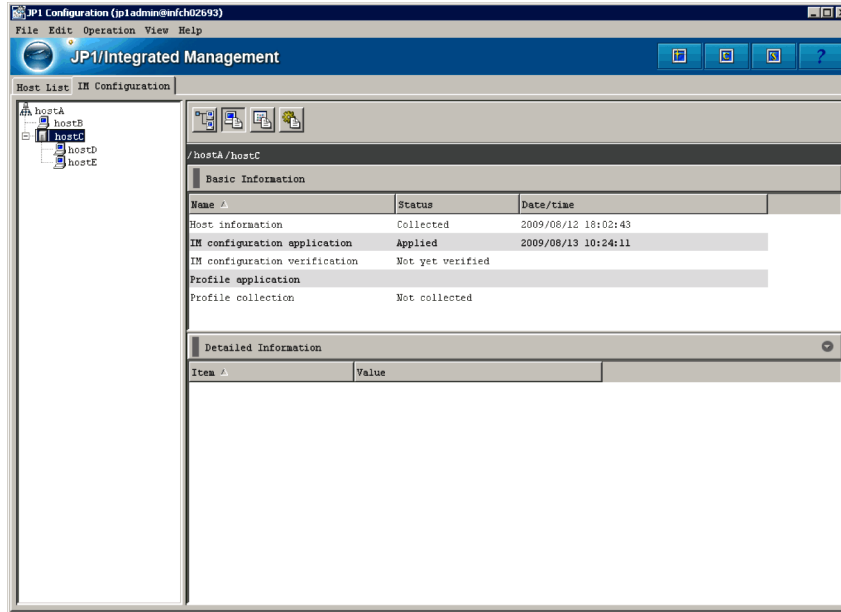 JP1 Configuration (jp1admin@infch02693)
File Edit Operation View Help
JP1/Integrated Management
?
Host List IM Configuration
hostA
hostB
hostC
hostD
hostE
/hostA/hostC
Basic Information
Name Status Date/time
Host information Collected 2009/08/12 18:02:43
IM configuration application Applied 2009/08/13 10:24:11
IM configuration verification Not yet verified
Profile application
Profile collection Not collected
Detailed Information
Item Value